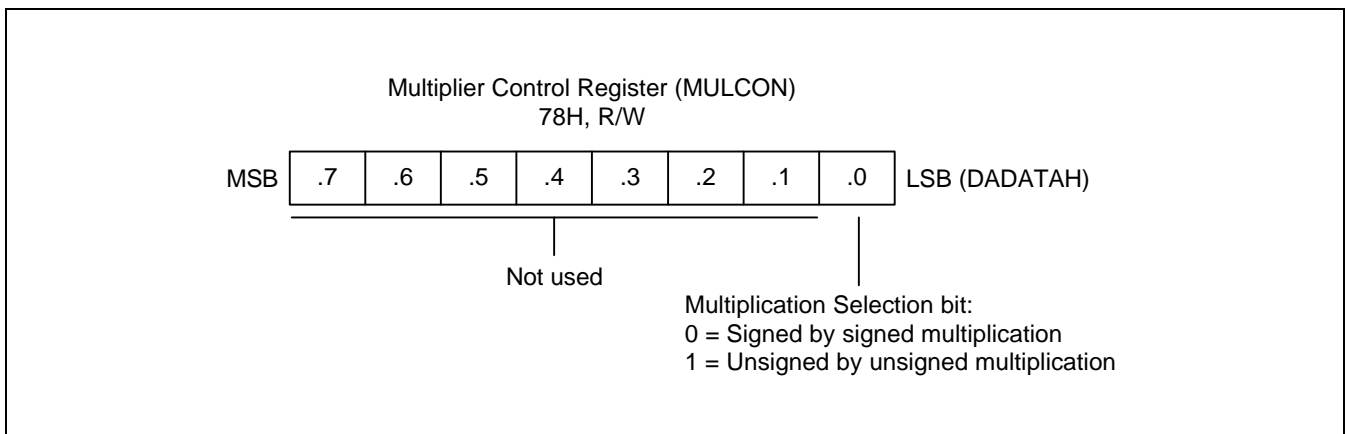 Multiplier Control Register (MULCON)
78H, R/W
MSB .7 .6 .5 .4 .3 .2 .1 .0 LSB (DADATAH)
Not used
Multiplication Selection bit:
0 = Signed by signed multiplication
1 = Unsigned by unsigned multiplication